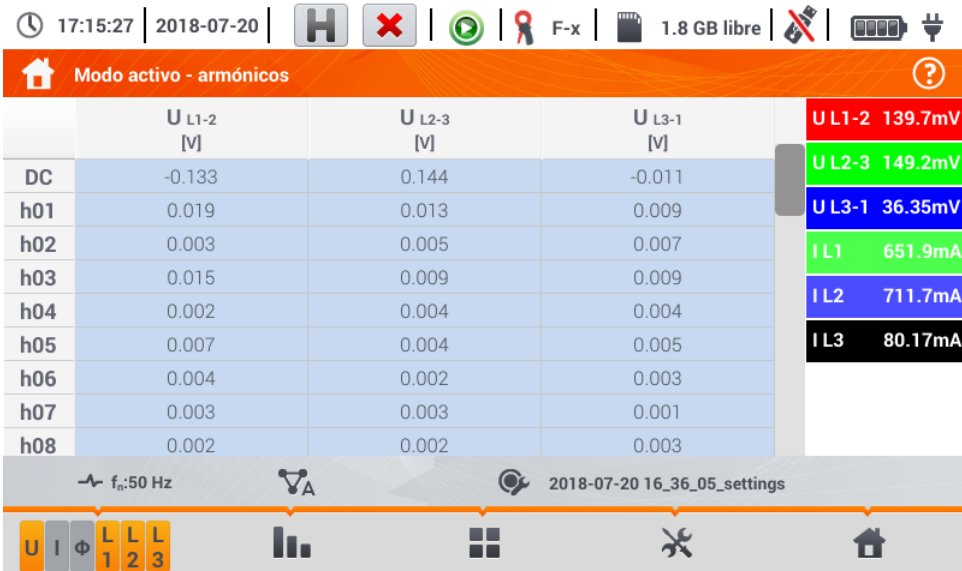 17:15:27 2018-07-20 H F-x 1.8 GB libre
Modo activo - armónicos ?
U L1-2 U L2-3 U L3-1
[V] [V] [V]
DC -0.133 0.144 -0.011
h01 0.019 0.013 0.009
h02 0.003 0.005 0.007
h03 0.015 0.009 0.009
h04 0.002 0.004 0.004
h05 0.007 0.004 0.005
h06 0.004 0.002 0.003
h07 0.003 0.003 0.001
h08 0.002 0.002 0.003
U L1-2 139.7mV
U L2-3 149.2mV
U L3-1 36.35mV
I L1 651.9mA
I L2 711.7mA
I L3 80.17mA
fn:50 Hz A 2018-07-20 16_36_05_settings
U I Φ L1 L2 L3